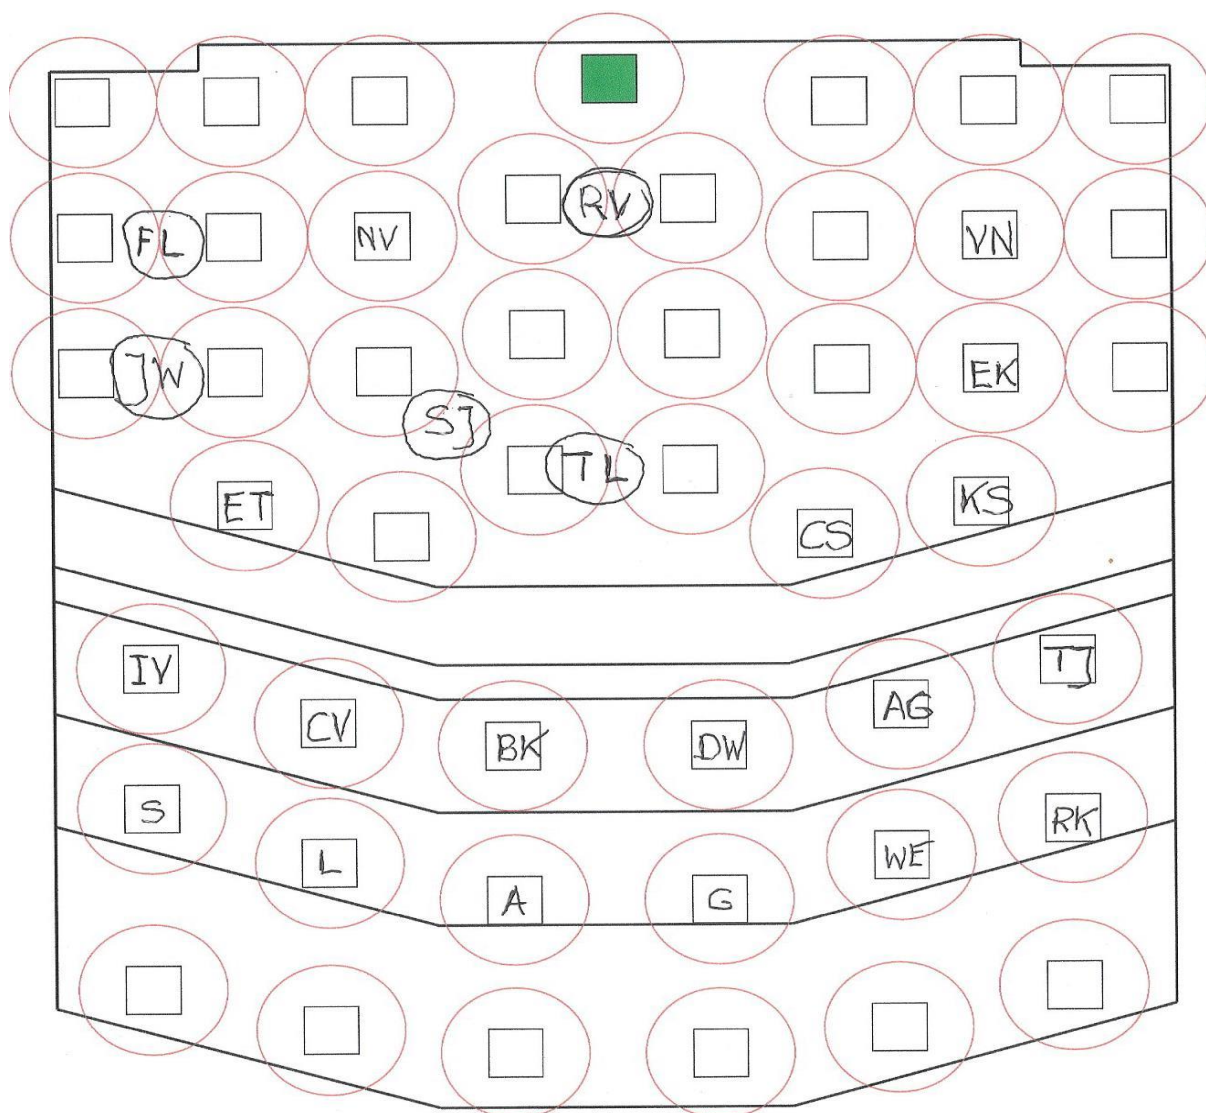 RV
FL NV VN
JW EK
SJ
TL
ET CS KS
IV CV BK DW AG TJ
S L A G WE RK